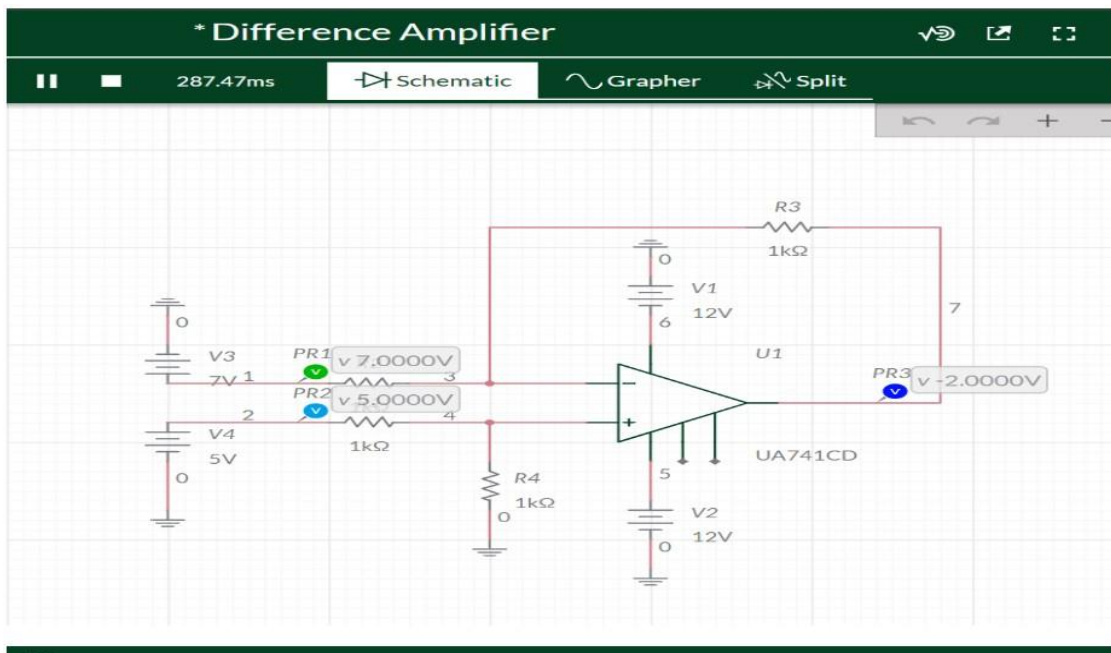 * Difference Amplifier
287.47ms
Schematic
Grapher
Split
R3
1kΩ
0
V1
12V
6
7
0
V3
7V
1
PR1
v 7.0000V
3
U1
PR3
v -2.0000V
PR2
v 5.0000V
2
4
V4
5V
1kΩ
UA741CD
0
R4
1kΩ
0
5
V2
12V
0